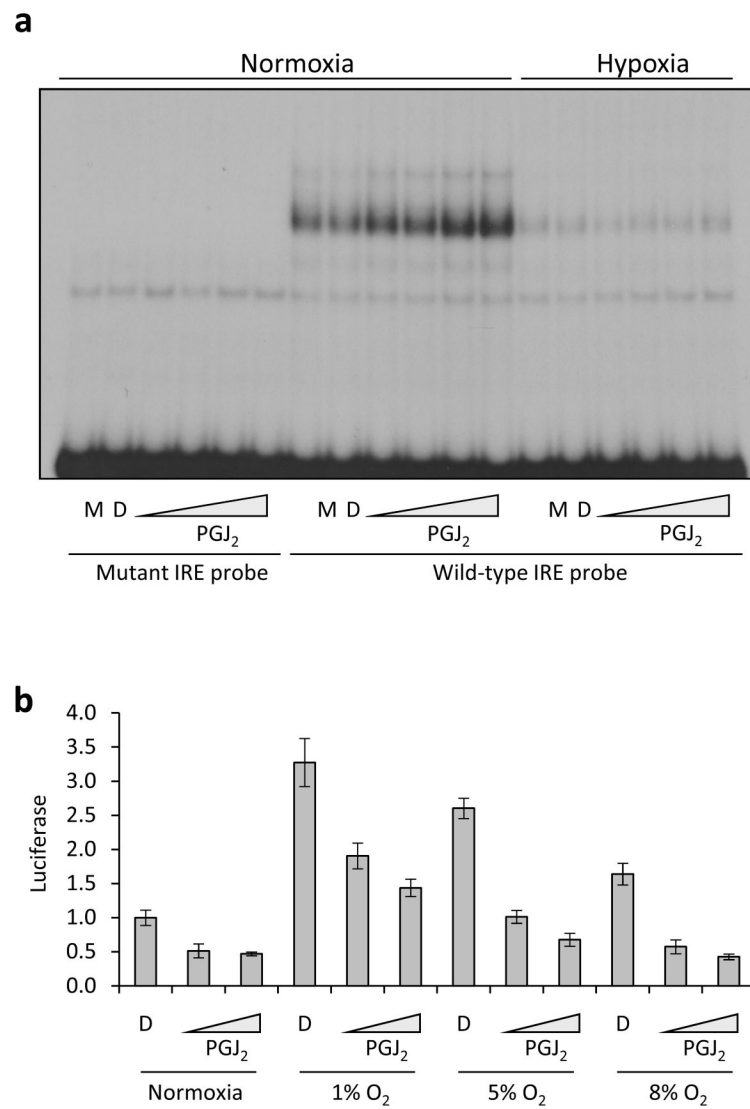 a
Normoxia Hypoxia
M D M D M D
PGJ₂ PGJ₂ PGJ₂
Mutant IRE probe Wild-type IRE probe
b
Luciferase
4.0
3.5
3.0
2.5
2.0
1.5
1.0
0.5
0.0
D D D D
PGJ₂ PGJ₂ PGJ₂ PGJ₂
Normoxia 1% O₂ 5% O₂ 8% O₂